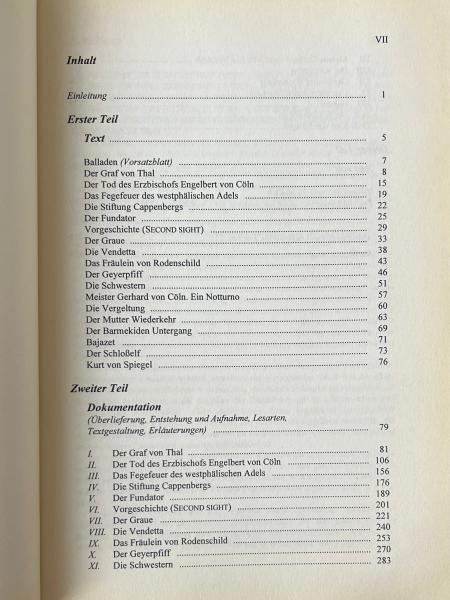 VII
Inhalt
Einleitung ........ 1
Erster Teil
Text ........ 5
Balladen (Vorsatzblatt) ........ 7
Der Graf von Thal ........ 8
Der Tod des Erzbischofs Engelbert von Cöln ........ 15
Das Fegefeuer des westphälischen Adels ........ 19
Die Stiftung Cappenbergs ........ 22
Der Fundator ........ 25
Vorgeschichte (SECOND SIGHT) ........ 29
Der Graue ........ 33
Die Vendetta ........ 38
Das Fräulein von Rodenschild ........ 43
Der Geyerpfiff ........ 46
Die Schwestern ........ 51
Meister Gerhard von Cöln. Ein Notturno ........ 57
Die Vergeltung ........ 60
Der Mutter Wiederkehr ........ 63
Der Barmekiden Untergang ........ 69
Bajazet ........ 71
Der Schloßelf ........ 73
Kurt von Spiegel ........ 76
Zweiter Teil
Dokumentation
(Überlieferung, Entstehung und Aufnahme, Lesarten,
Textgestaltung, Erläuterungen) ........ 79
I. Der Graf von Thal ........ 81
II. Der Tod des Erzbischofs Engelbert von Cöln ........ 106
III. Das Fegefeuer des westphälischen Adels ........ 156
IV. Die Stiftung Cappenbergs ........ 176
V. Der Fundator ........ 189
VI. Vorgeschichte (SECOND SIGHT) ........ 201
VII. Der Graue ........ 221
VIII. Die Vendetta ........ 240
IX. Das Fräulein von Rodenschild ........ 253
X. Der Geyerpfiff ........ 270
XI. Die Schwestern ........ 283